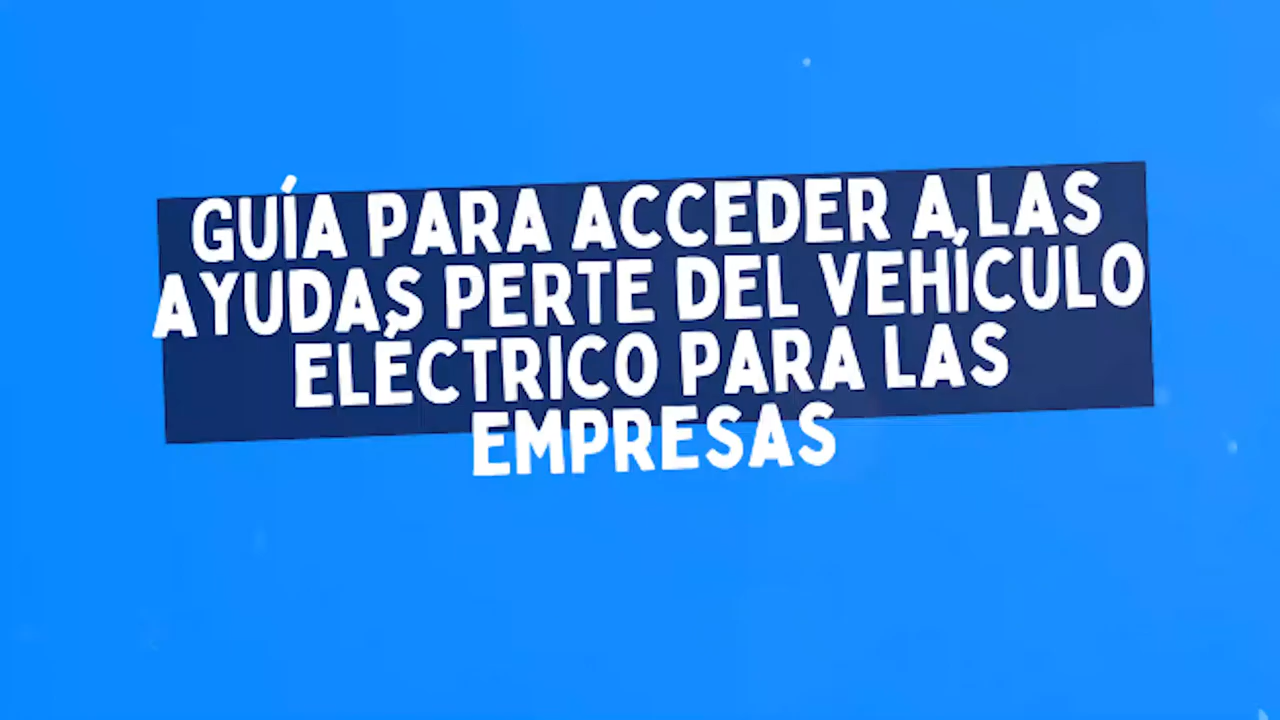 GUÍA PARA ACCEDER A LAS
AYUDAS PERTE DEL VEHÍCULO
ELÉCTRICO PARA LAS
EMPRESAS